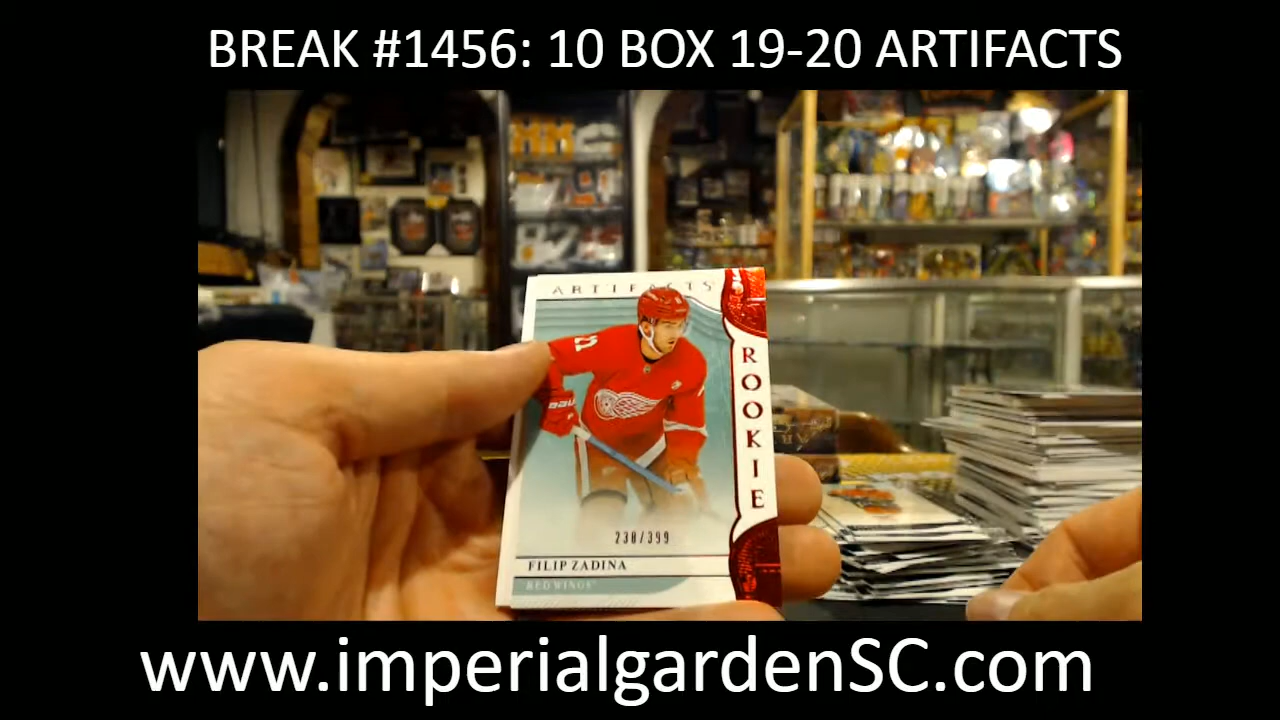 BREAK #1456: 10 BOX 19-20 ARTIFACTS
ARTIFACTS
ROOKIE
238/399
FILIP ZADINA
RED WINGS
www.imperialgardenSC.com